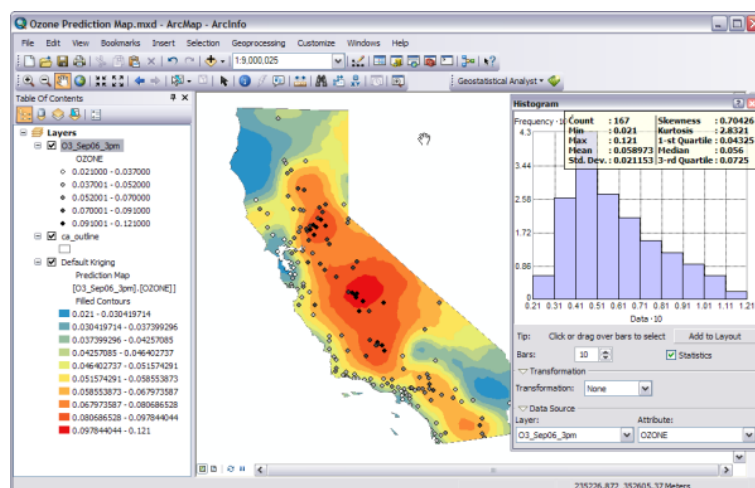 Ozone Prediction Map.mxd - ArcMap - ArcInfo
File Edit View Bookmarks Insert Selection Geoprocessing Customize Windows Help
1:9,000,025
Geostatistical Analyst
Table Of Contents
Layers
O3_Sep06_3pm
OZONE
0.021000 - 0.037000
0.037001 - 0.052000
0.052001 - 0.070000
0.070001 - 0.091000
0.091001 - 0.121000
ca_outline
Default Kriging
Prediction Map
[O3_Sep06_3pm].[OZONE]]
Filled Contours
0.021 - 0.030419714
0.030419714 - 0.037399296
0.037399296 - 0.04257085
0.04257085 - 0.046402737
0.046402737 - 0.051574291
0.051574291 - 0.058553873
0.058553873 - 0.067973587
0.067973587 - 0.080686528
0.080686528 - 0.097844044
0.097844044 - 0.121
Histogram
Frequency · 10
Count : 167 Skewness : 0.70426
Min : 0.021 Kurtosis : 2.8321
Max : 0.121 1-st Quartile : 0.04325
Mean : 0.058973 Median : 0.056
Std. Dev. : 0.021153 3-rd Quartile : 0.0725
4.3
3.44
2.58
1.72
0.86
0
0.21 0.31 0.41 0.51 0.61 0.71 0.81 0.91 1.01 1.11 1.21
Data · 10
Tip: Click or drag over bars to select Add to Layout
Bars: 10 Statistics
Transformation
Transformation: None
Data Source
Layer: Attribute:
O3_Sep06_3pm OZONE
235226.872 352605.37 Meters